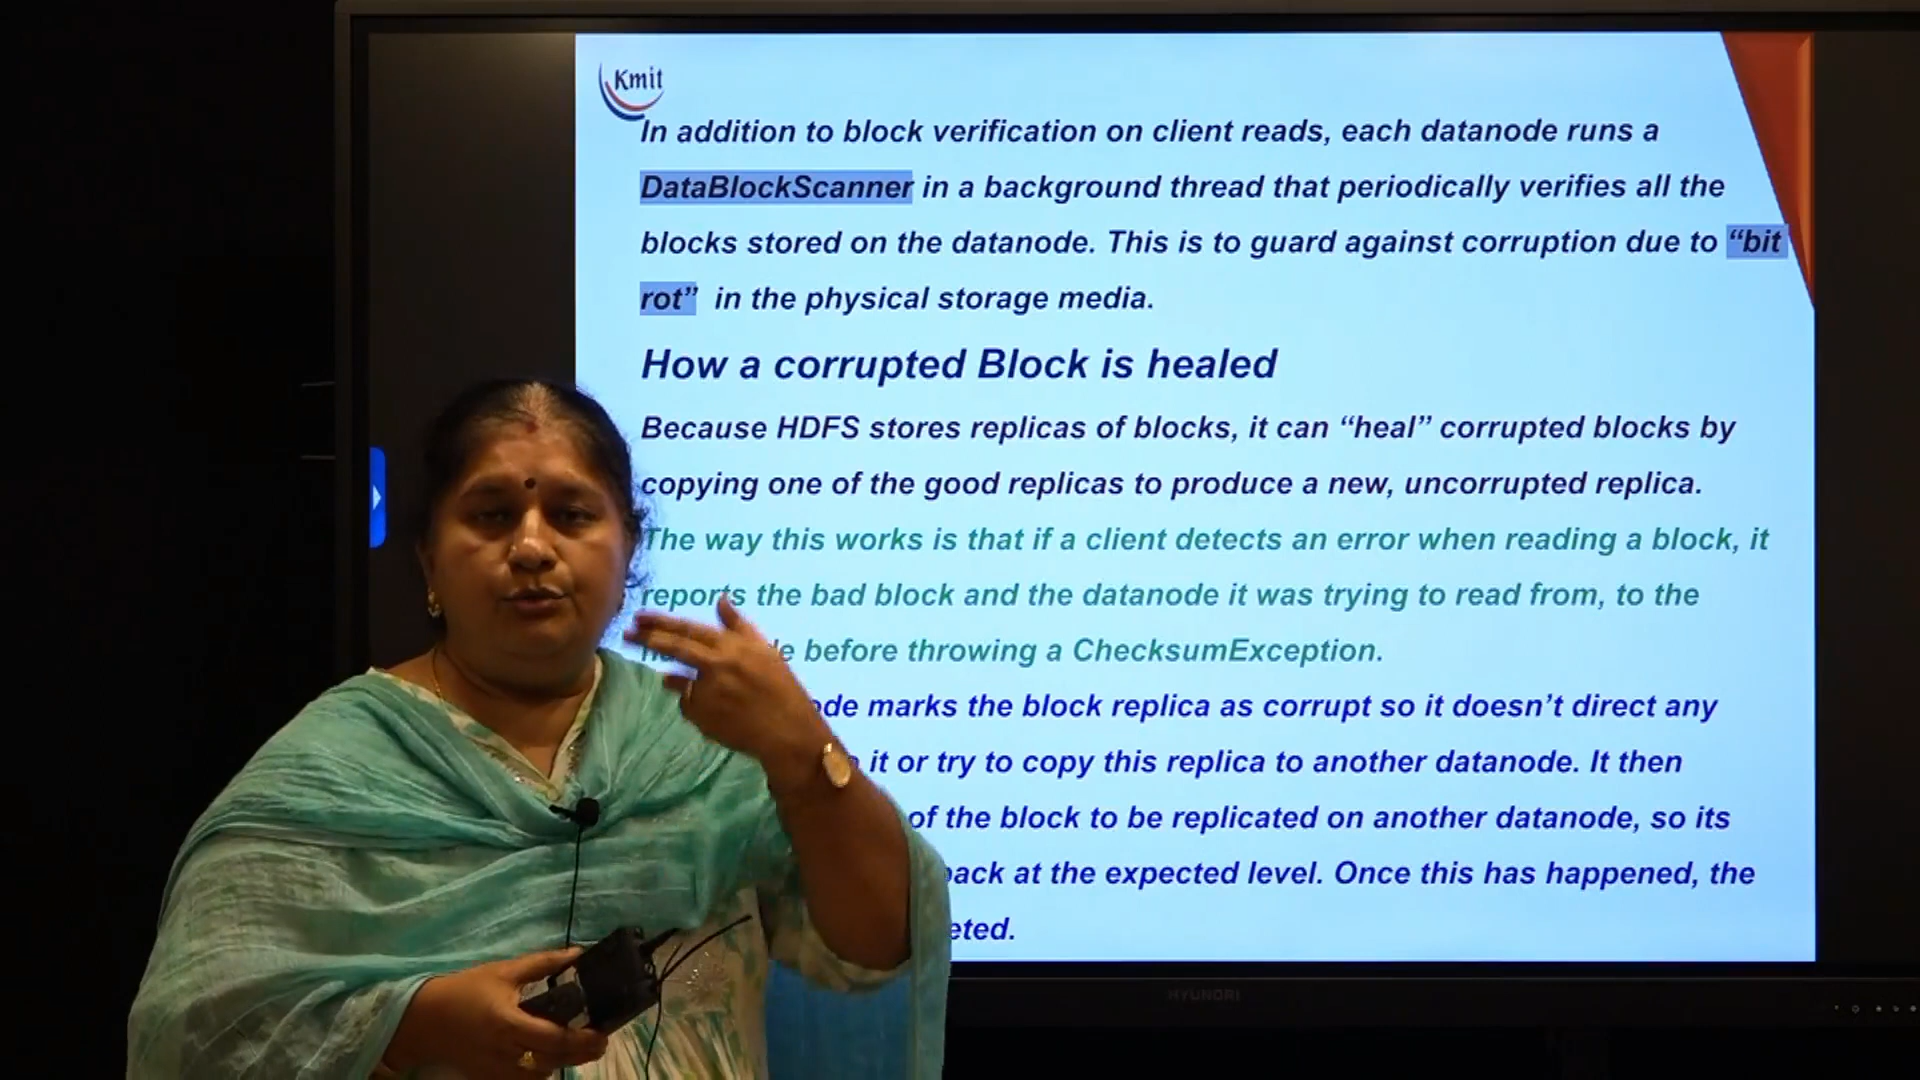 Kmit
In addition to block verification on client reads, each datanode runs a
DataBlockScanner in a background thread that periodically verifies all the
blocks stored on the datanode. This is to guard against corruption due to “bit
rot” in the physical storage media.
How a corrupted Block is healed
Because HDFS stores replicas of blocks, it can “heal” corrupted blocks by
copying one of the good replicas to produce a new, uncorrupted replica.
The way this works is that if a client detects an error when reading a block, it
reports the bad block and the datanode it was trying to read from, to the
before throwing a ChecksumException.
marks the block replica as corrupt so it doesn’t direct any
it or try to copy this replica to another datanode. It then
of the block to be replicated on another datanode, so its
back at the expected level. Once this has happened, the
HYUNDAI